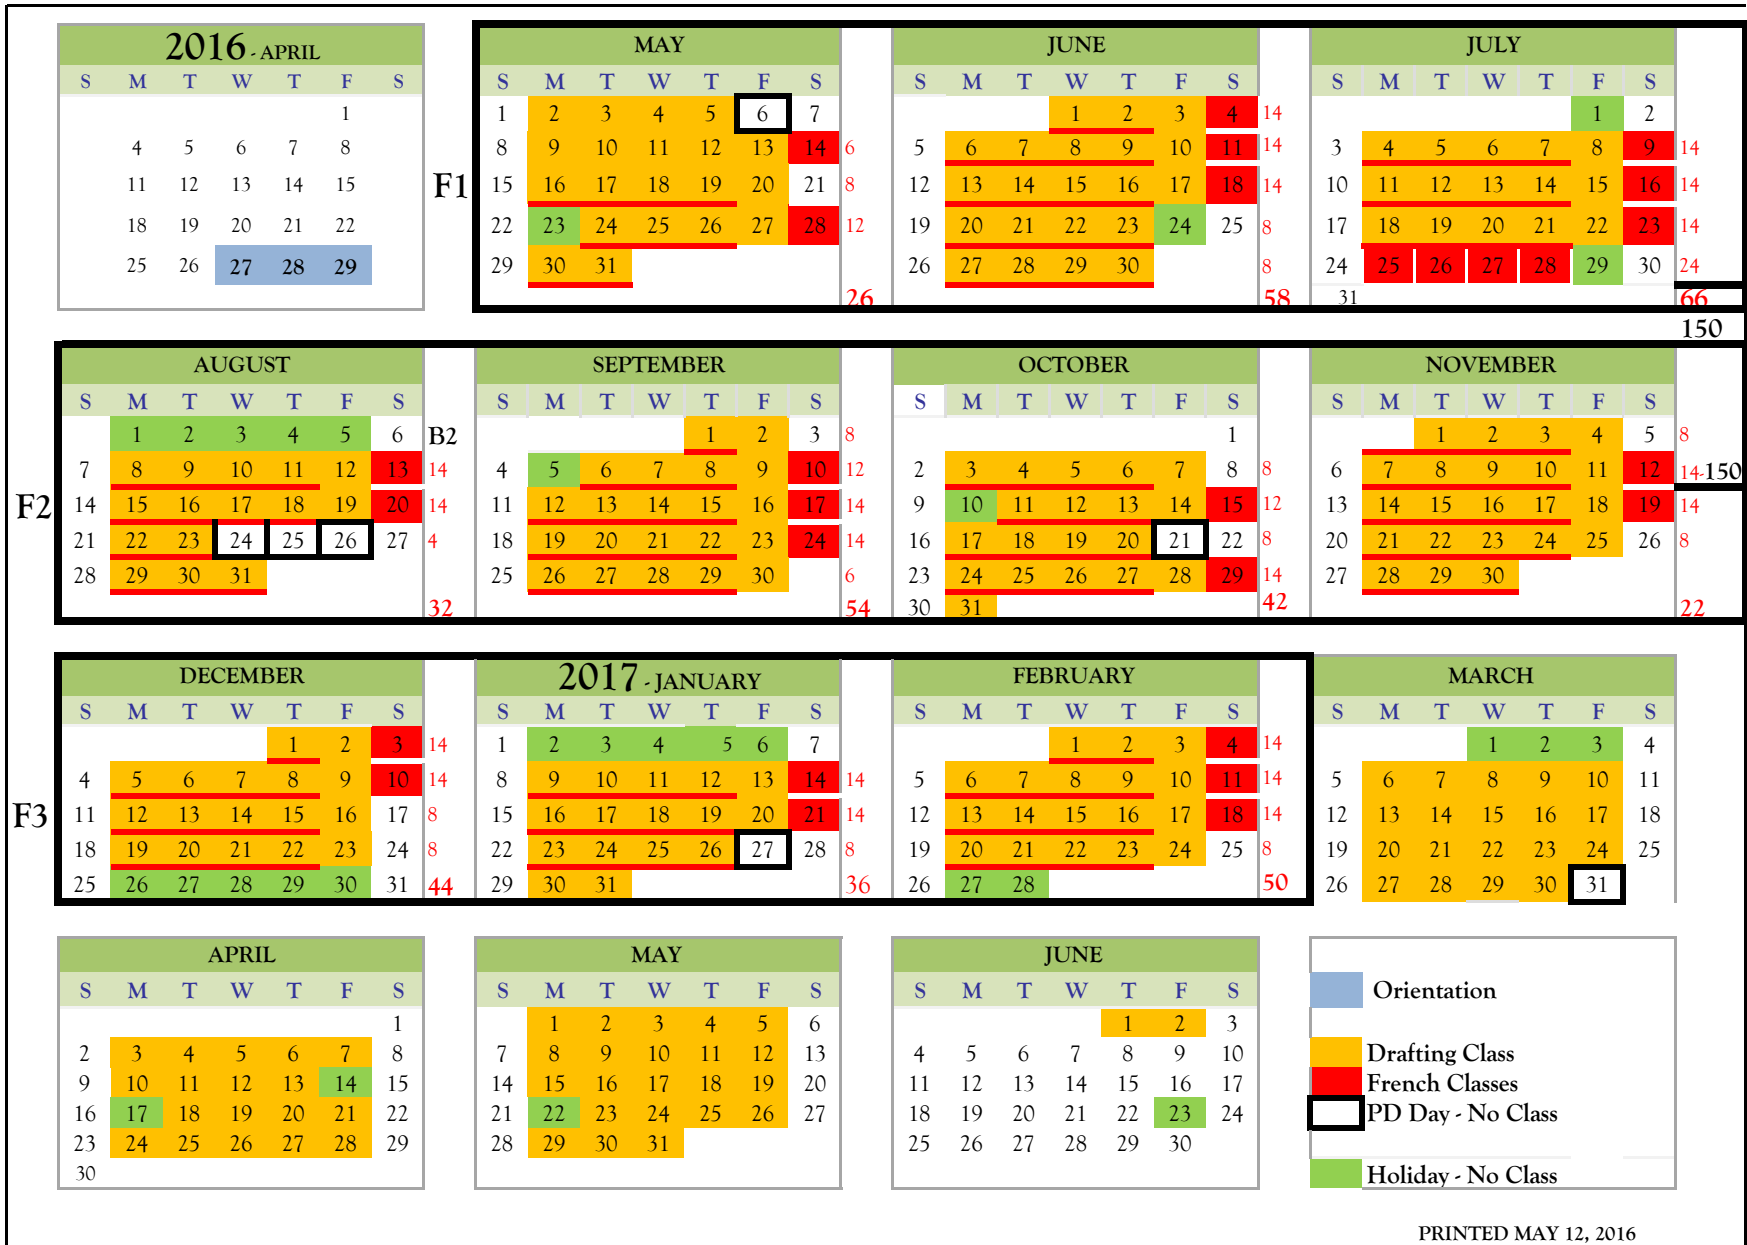 2016 - APRIL MAY JUNE JULY
S M T W T F S S M T W T F S S M T W T F S S M T W T F S
1 1 2 3 4 5 6 7 1 2 3 4 14 1 2
4 5 6 7 8 8 9 10 11 12 13 14 6 5 6 7 8 9 10 11 14 3 4 5 6 7 8 9 14
11 12 13 14 15 F1 15 16 17 18 19 20 21 8 12 13 14 15 16 17 18 14 10 11 12 13 14 15 16 14
18 19 20 21 22 22 23 24 25 26 27 28 12 19 20 21 22 23 24 25 8 17 18 19 20 21 22 23 14
25 26 27 28 29 29 30 31 26 27 28 29 30 8 24 25 26 27 28 29 30 24
26 58 31 66
150
AUGUST SEPTEMBER OCTOBER NOVEMBER
S M T W T F S S M T W T F S S M T W T F S S M T W T F S
1 2 3 4 5 6 B2 1 2 3 8 1 1 2 3 4 5 8
7 8 9 10 11 12 13 14 4 5 6 7 8 9 10 12 2 3 4 5 6 7 8 8 6 7 8 9 10 11 12 14-150
F2 14 15 16 17 18 19 20 14 11 12 13 14 15 16 17 14 9 10 11 12 13 14 15 12 13 14 15 16 17 18 19 14
21 22 23 24 25 26 27 4 18 19 20 21 22 23 24 14 16 17 18 19 20 21 22 8 20 21 22 23 24 25 26 8
28 29 30 31 25 26 27 28 29 30 6 23 24 25 26 27 28 29 14 27 28 29 30
32 54 30 31 42 22
DECEMBER 2017 - JANUARY FEBRUARY MARCH
S M T W T F S S M T W T F S S M T W T F S S M T W T F S
1 2 3 14 1 2 3 4 5 6 7 1 2 3 4 14 1 2 3 4
4 5 6 7 8 9 10 14 8 9 10 11 12 13 14 14 5 6 7 8 9 10 11 14 5 6 7 8 9 10 11
F3 11 12 13 14 15 16 17 8 15 16 17 18 19 20 21 14 12 13 14 15 16 17 18 14 12 13 14 15 16 17 18
18 19 20 21 22 23 24 8 22 23 24 25 26 27 28 8 19 20 21 22 23 24 25 8 19 20 21 22 23 24 25
25 26 27 28 29 30 31 44 29 30 31 36 26 27 28 50 26 27 28 29 30 31
APRIL MAY JUNE
S M T W T F S S M T W T F S S M T W T F S
Orientation
1 1 2 3 4 5 6 1 2 3
2 3 4 5 6 7 8 7 8 9 10 11 12 13 4 5 6 7 8 9 10 Drafting Class
9 10 11 12 13 14 15 14 15 16 17 18 19 20 11 12 13 14 15 16 17 French Classes
16 17 18 19 20 21 22 21 22 23 24 25 26 27 18 19 20 21 22 23 24 PD Day - No Class
23 24 25 26 27 28 29 28 29 30 31 25 26 27 28 29 30
30 Holiday - No Class
PRINTED MAY 12, 2016